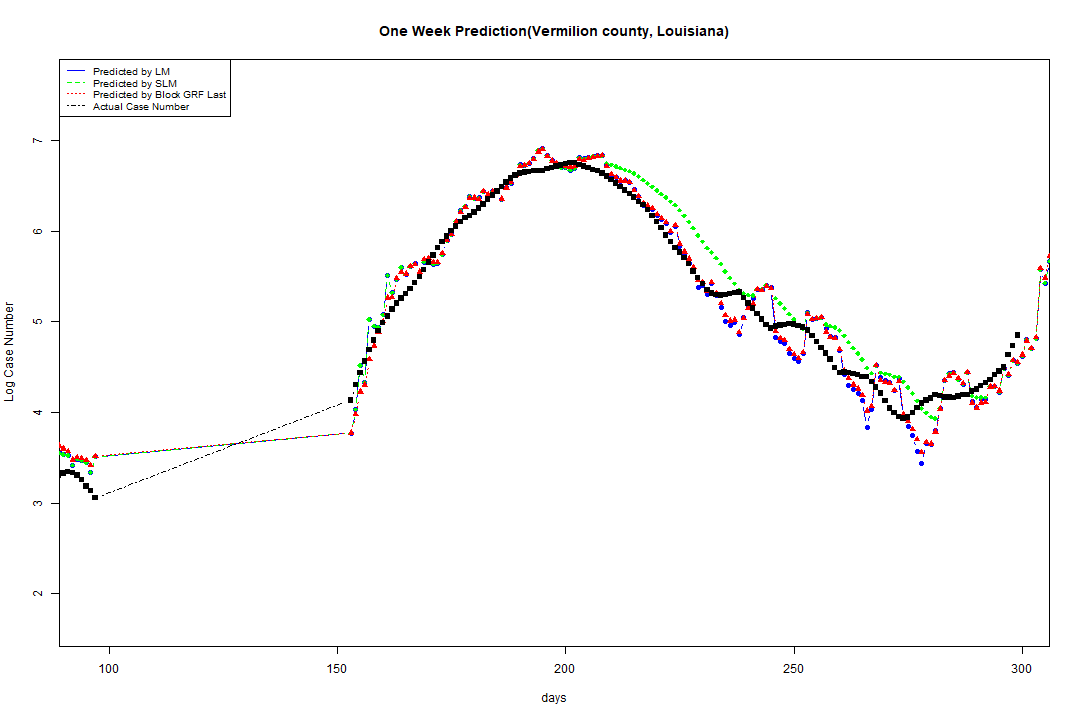 One Week Prediction(Vermilion county, Louisiana)
Predicted by LM
Predicted by SLM
Predicted by Block GRF Last
Actual Case Number
Log Case Number
7
6
5
4
3
2
100 150 200 250 300
days